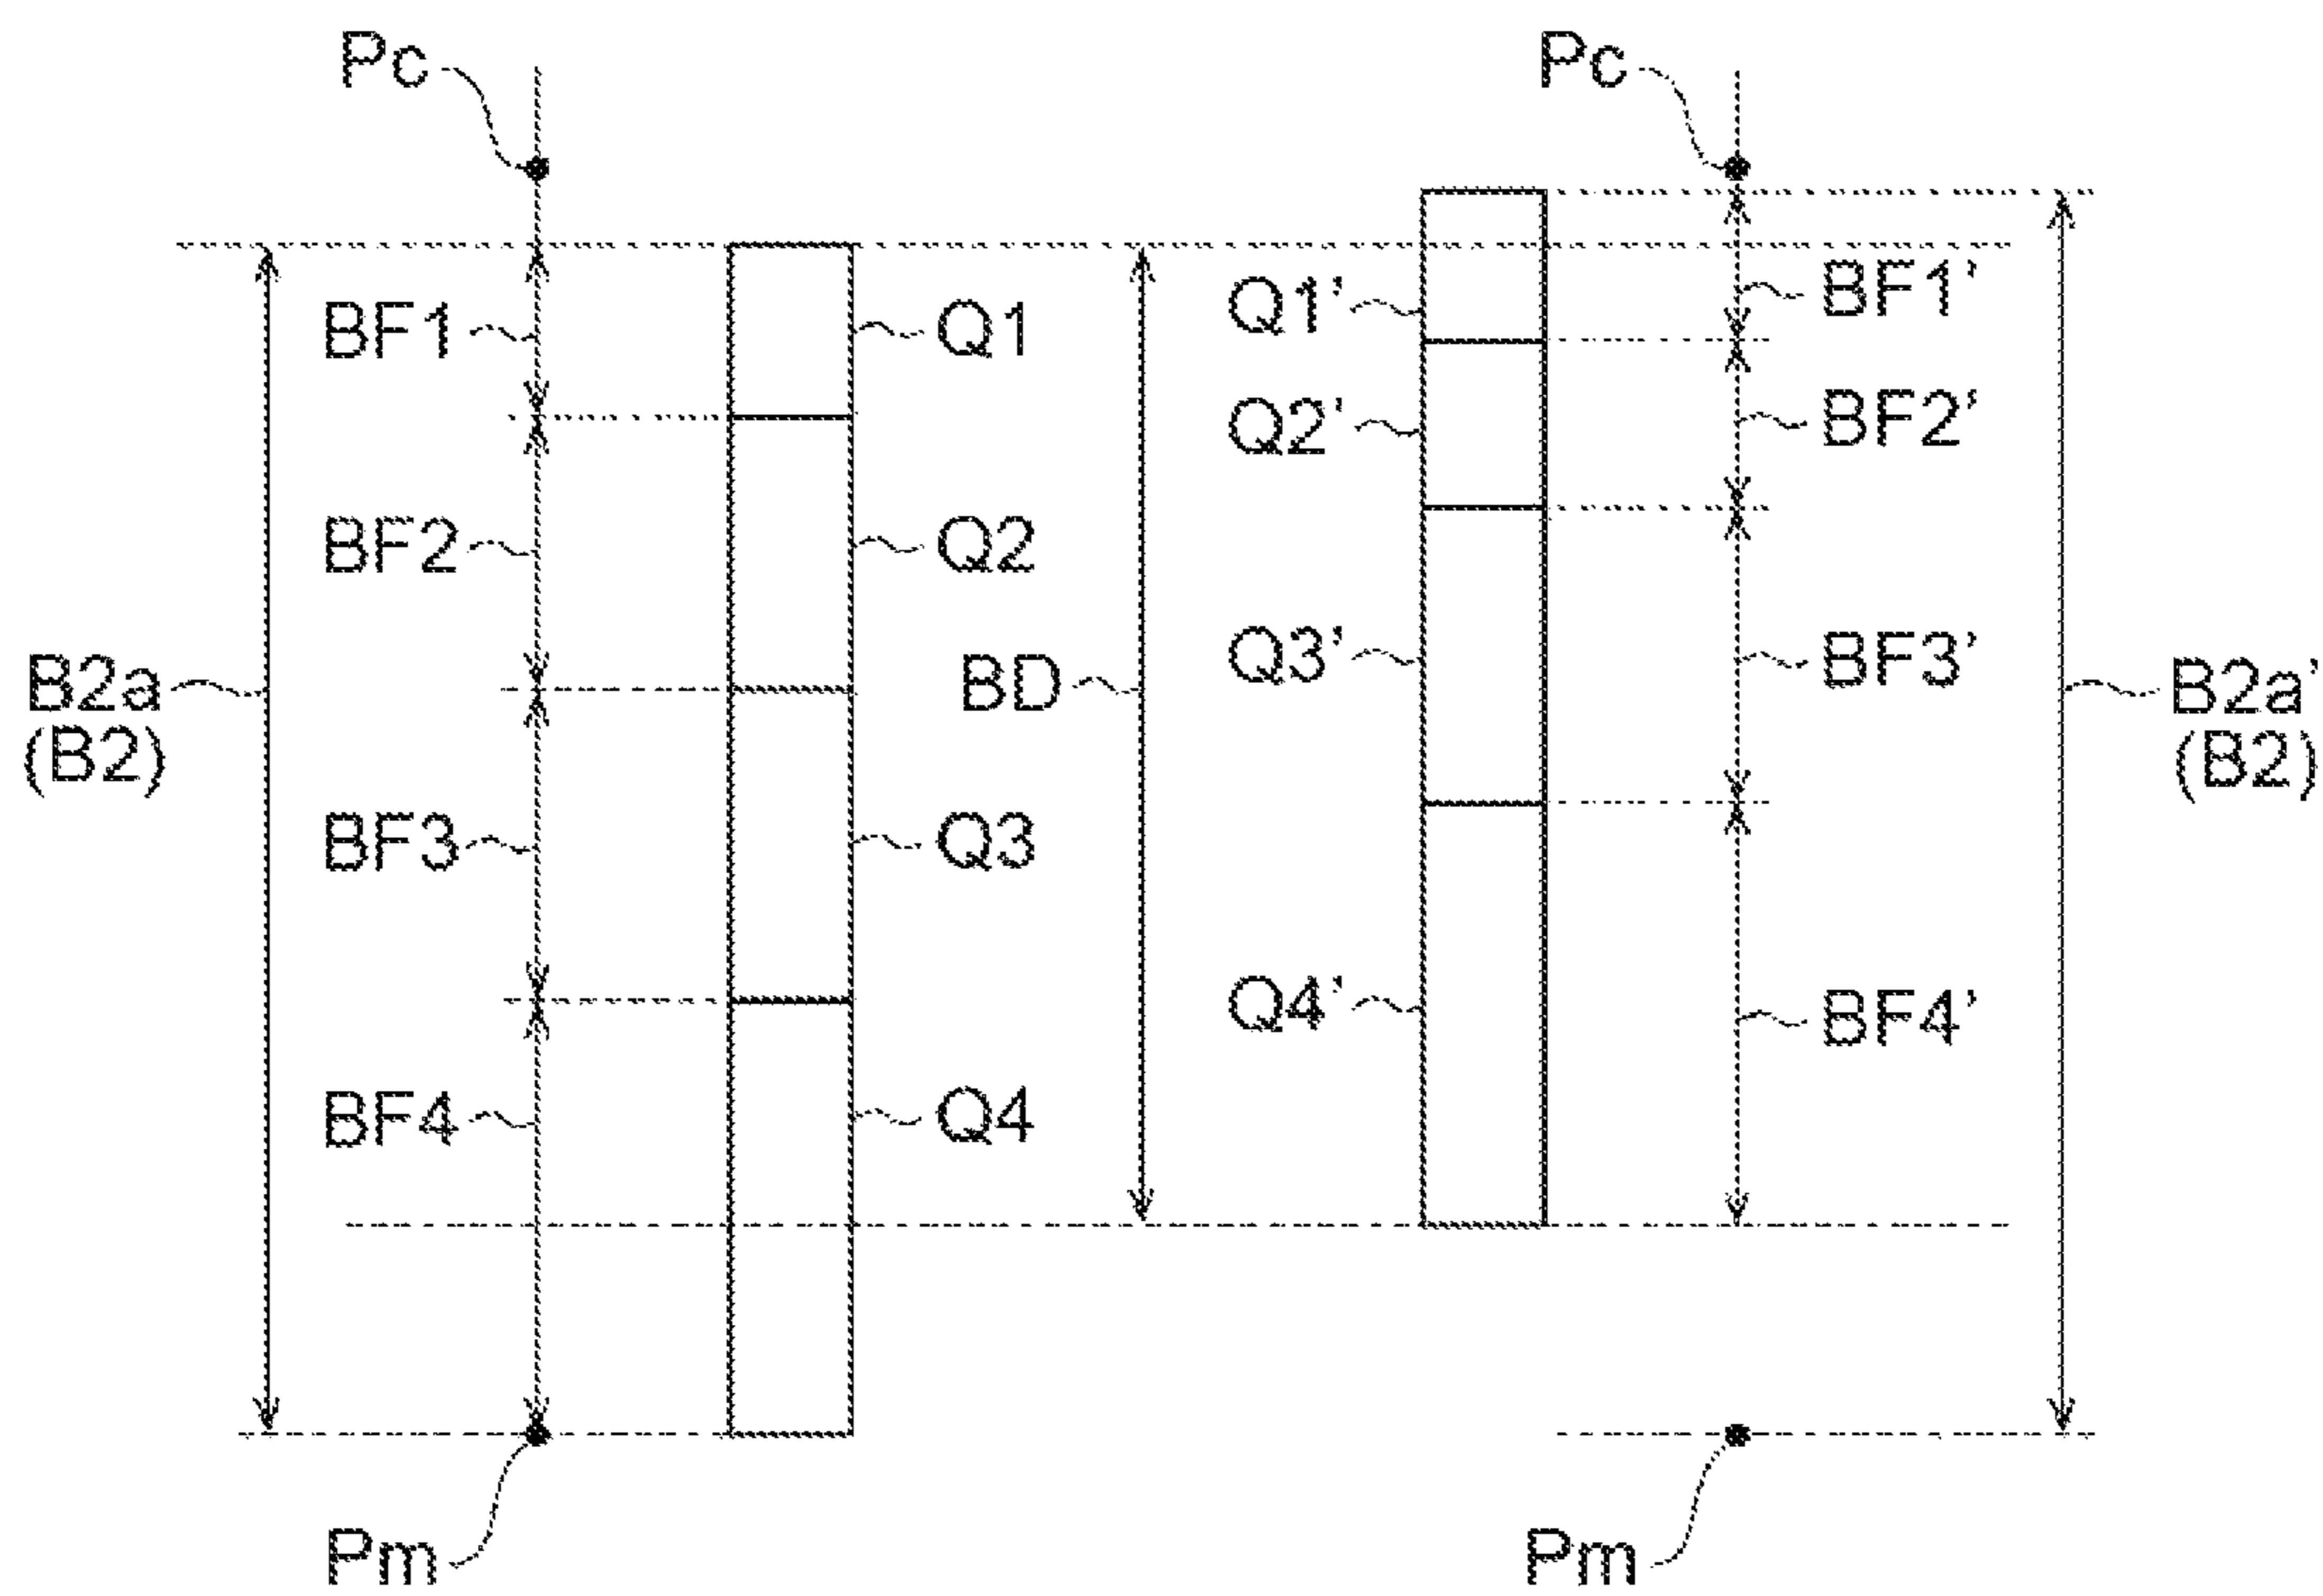 Pc
Pc
BF1
Q1
Q1'
BF1'
Q2'
BF2'
BF2
Q2
B2a
(B2)
BD
Q3'
BF3'
B2a'
(B2)
BF3
Q3
Q4'
BF4'
BF4
Q4
Pm
Pm